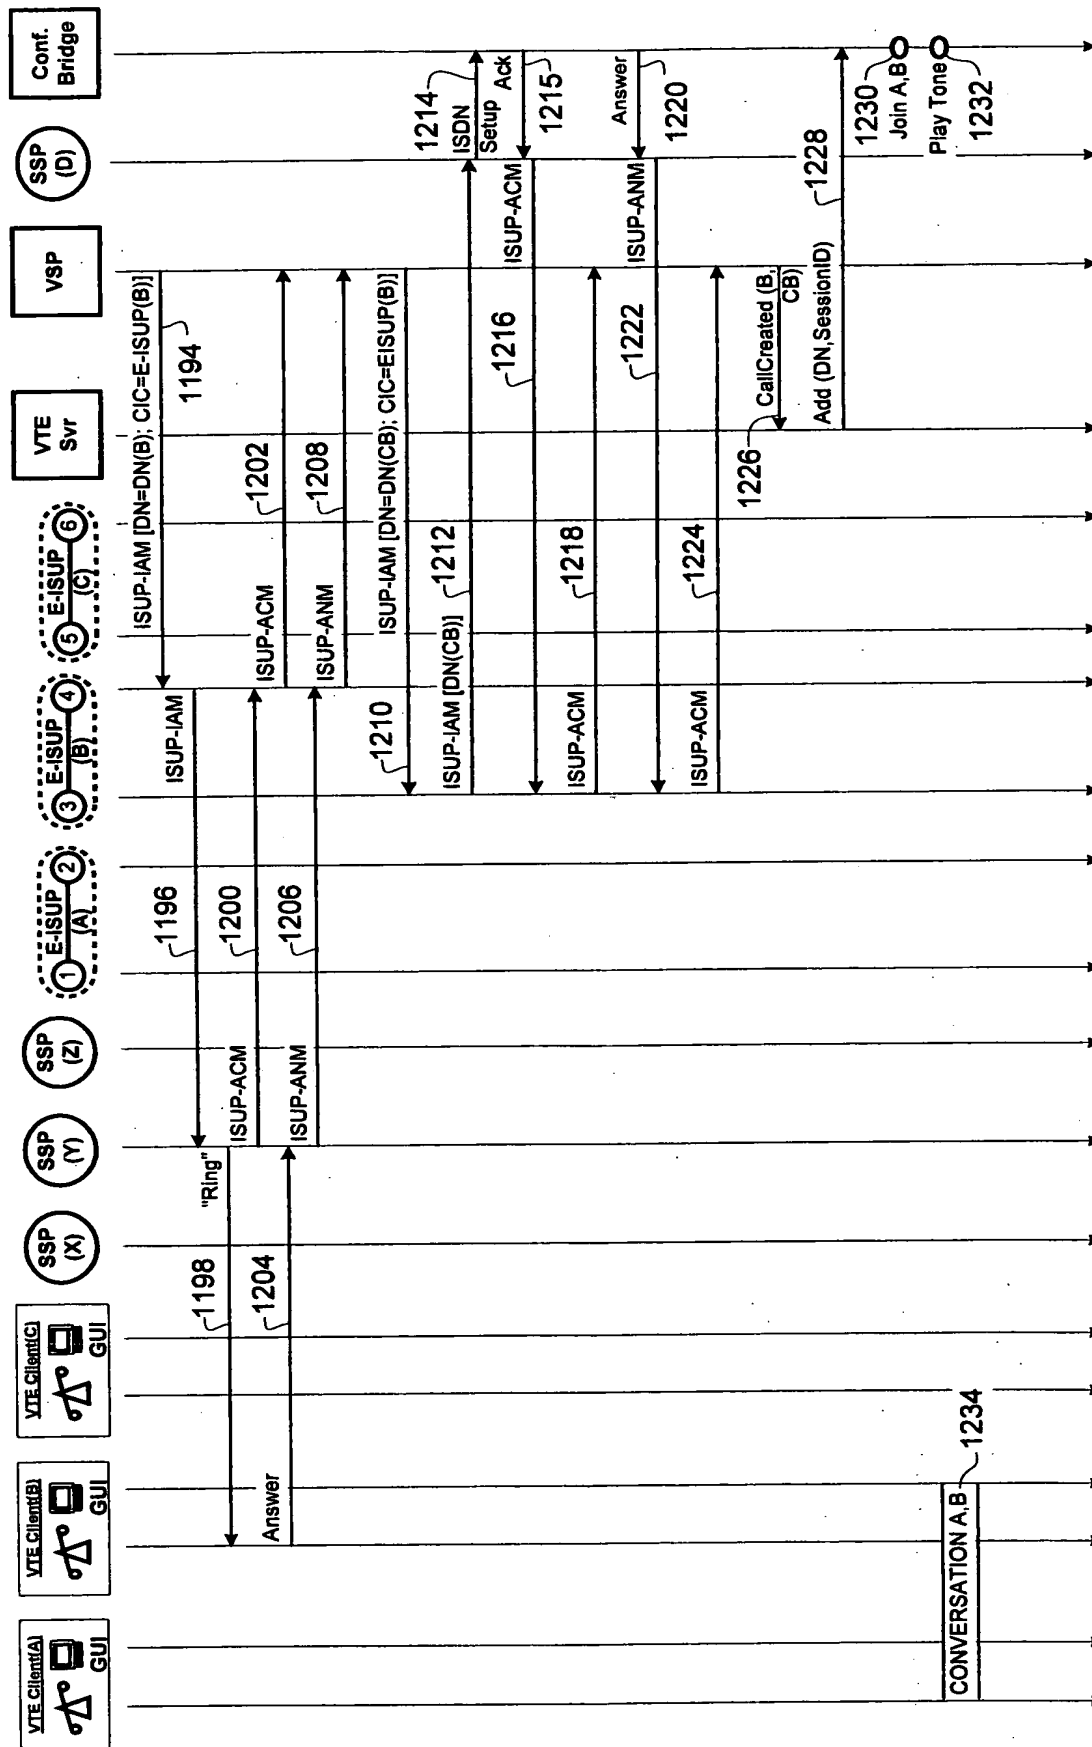 VTE Client(A)
GUI
VTE Client(B)
GUI
VTE Client(C)
GUI
SSP
(X)
SSP
(Y)
SSP
(Z)
1
E-ISUP
(A)
2
3
E-ISUP
(B)
4
5
E-ISUP
(C)
6
VTE
Svr
VSP
SSP
(D)
Conf.
Bridge
ISUP-IAM [DN=DN(B); CIC=E-ISUP(B)]
1194
ISUP-IAM
1196
"Ring"
1198
ISUP-ACM
1200
ISUP-ACM
1202
Answer
1204
ISUP-ANM
1206
ISUP-ANM
1208
ISUP-IAM [DN=DN(CB); CIC=EISUP(B)]
1210
ISUP-IAM [DN(CB)]
1212
1214
ISDN
Setup
Ack
1215
ISUP-ACM
1216
ISUP-ACM
1218
Answer
1220
ISUP-ANM
1222
ISUP-ACM
1224
CallCreated (B,
CB)
1226
Add (DN,SessionID)
1228
1230
Join A,B
Play Tone
1232
CONVERSATION A,B
1234